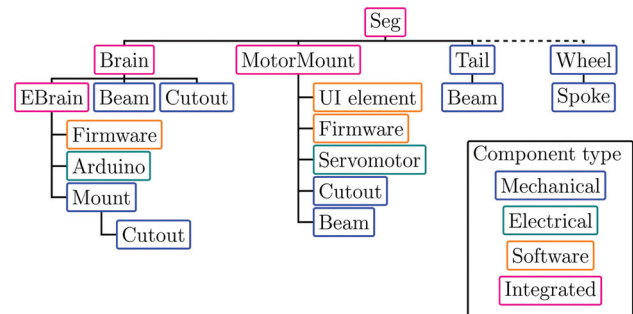 Seg
Brain MotorMount Tail Wheel
EBrain Beam Cutout UI element Beam Spoke
Firmware Firmware
Arduino Servomotor
Mount Cutout
Cutout Beam
Component type
Mechanical
Electrical
Software
Integrated